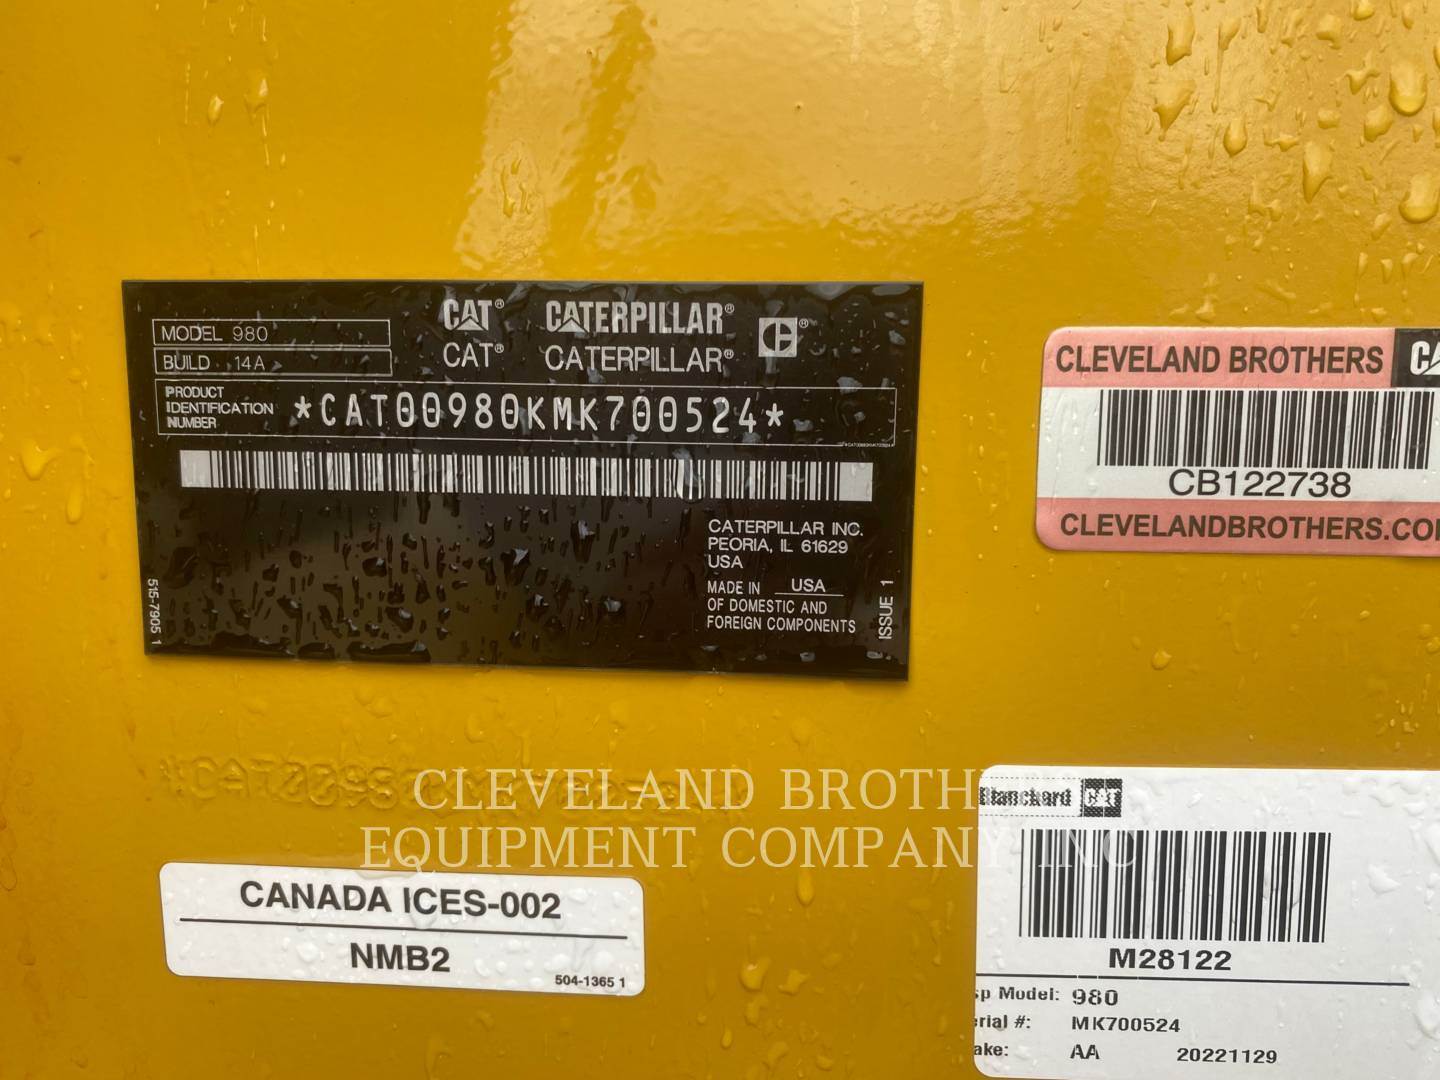 MODEL 980
BUILD 14A
CAT® CATERPILLAR® ®
CAT® CATERPILLAR®
PRODUCT
IDENTIFICATION
NUMBER
*CAT00980KMK700524*
CATERPILLAR INC.
PEORIA, IL 61629
USA
MADE IN USA
OF DOMESTIC AND
FOREIGN COMPONENTS
515-7905 1
ISSUE 1
CLEVELAND BROTHERS
CB122738
CLEVELANDBROTHERS.CO
CLEVELAND BROTH
EQUIPMENT COMPANY INC
CANADA ICES-002
NMB2
504-1365 1
Blanchard CAT
M28122
Model: 980
#: MK700524
AA 20221129